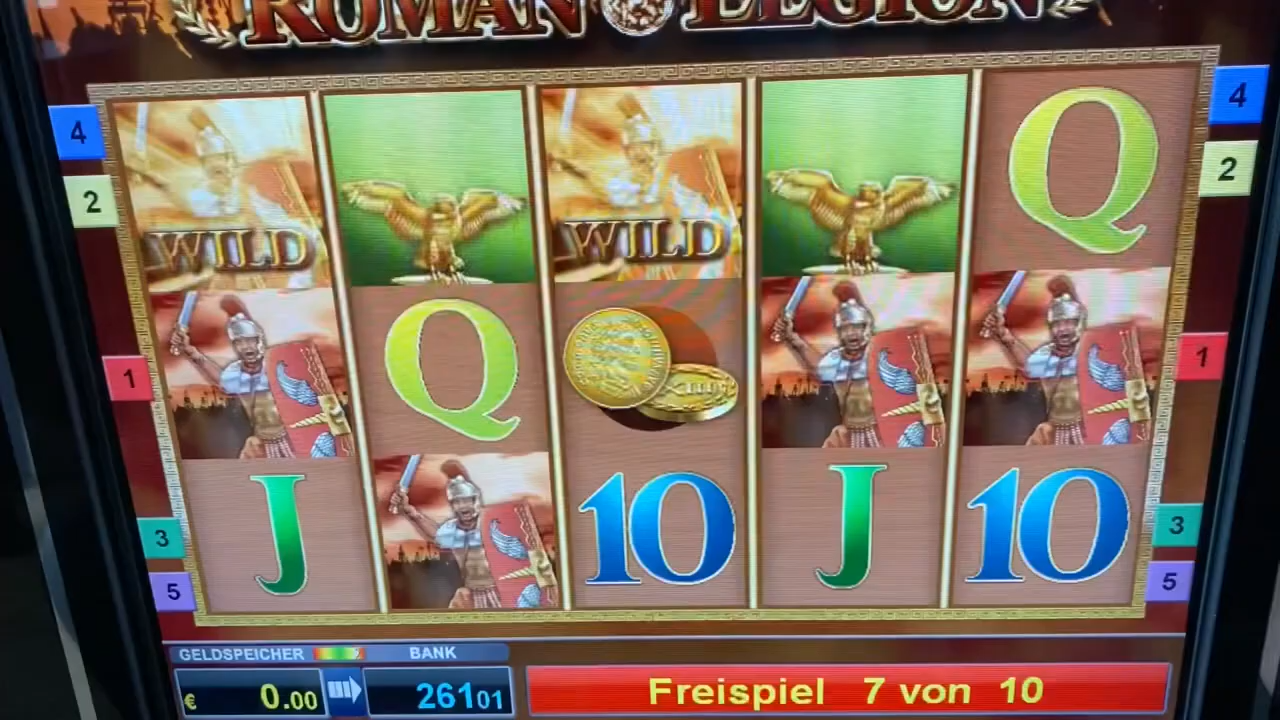 ROMAN LEGION
4 4
2 2
Q
WILD WILD
1 1
Q
J 10 J 10
3 3
5 5
GELDSPEICHER BANK
€ 0.00 26101 Freispiel 7 von 10